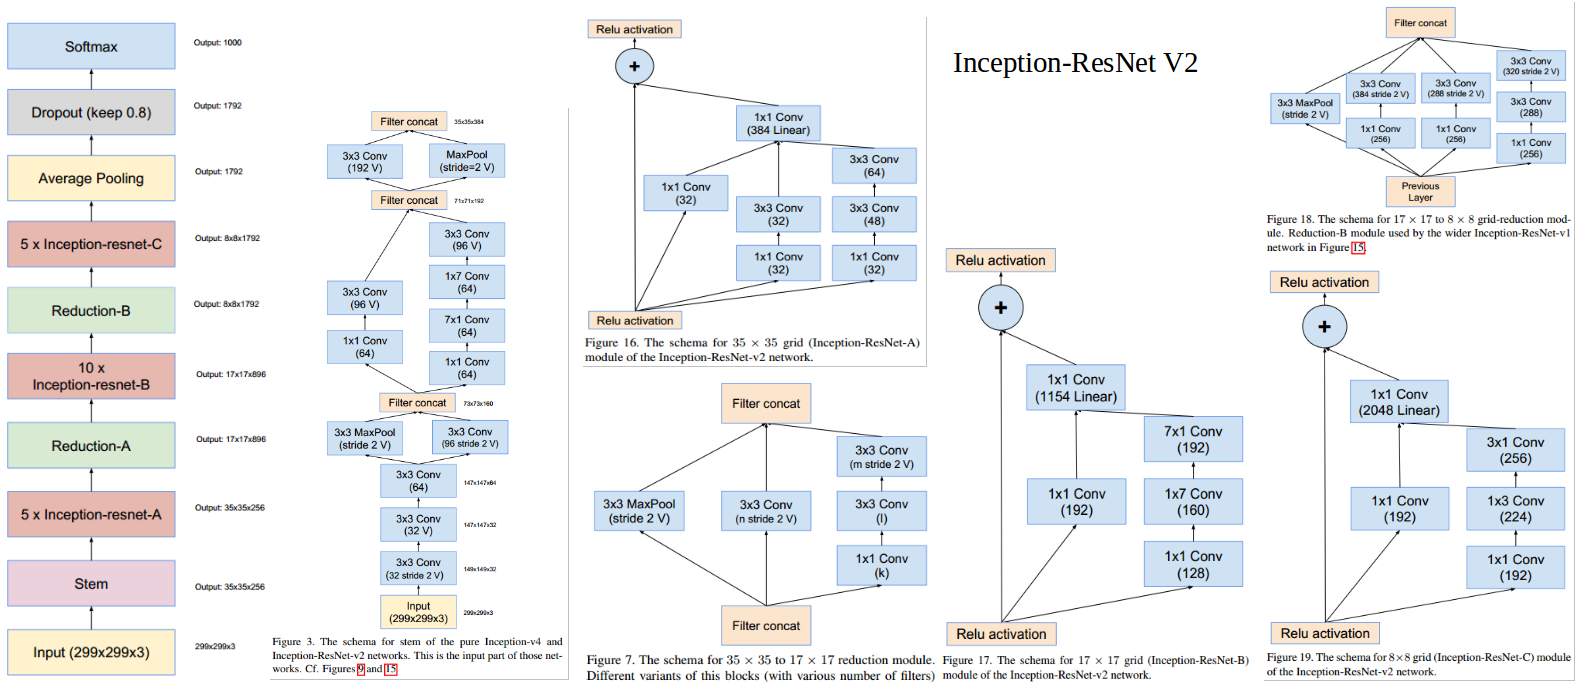 Inception-ResNet V2
Softmax
Output: 1000
Dropout (keep 0.8)
Output: 1792
Average Pooling
Output: 1792
5 x Inception-resnet-C
Output: 8x8x1792
Reduction-B
Output: 8x8x1792
10 x
Inception-resnet-B
Output: 17x17x896
Reduction-A
Output: 17x17x896
5 x Inception-resnet-A
Output: 35x35x256
Stem
Output: 35x35x256
Input (299x299x3)
299x299x3
Filter concat
35x35x384
3x3 Conv
(192 V)
MaxPool
(stride=2 V)
Filter concat
71x71x192
3x3 Conv
(96 V)
1x7 Conv
(64)
3x3 Conv
(96 V)
7x1 Conv
(64)
1x1 Conv
(64)
1x1 Conv
(64)
Filter concat
73x73x160
3x3 MaxPool
(stride 2 V)
3x3 Conv
(96 stride 2 V)
3x3 Conv
(64)
147x147x64
3x3 Conv
(32 V)
147x147x32
3x3 Conv
(32 stride 2 V)
149x149x32
Input
(299x299x3)
299x299x3
Figure 3. The schema for stem of the pure Inception-v4 and
Inception-ResNet-v2 networks. This is the input part of those net-
works. Cf. Figures 9 and 15
Relu activation
+
1x1 Conv
(384 Linear)
3x3 Conv
(64)
1x1 Conv
(32)
3x3 Conv
(32)
3x3 Conv
(48)
1x1 Conv
(32)
1x1 Conv
(32)
Relu activation
Figure 16. The schema for 35 × 35 grid (Inception-ResNet-A)
module of the Inception-ResNet-v2 network.
Filter concat
3x3 Conv
(m stride 2 V)
3x3 MaxPool
(stride 2 V)
3x3 Conv
(n stride 2 V)
3x3 Conv
(l)
1x1 Conv
(k)
Filter concat
Figure 7. The schema for 35 × 35 to 17 × 17 reduction module.
Different variants of this blocks (with various number of filters)
Relu activation
+
1x1 Conv
(1154 Linear)
7x1 Conv
(192)
1x1 Conv
(192)
1x7 Conv
(160)
1x1 Conv
(128)
Relu activation
Figure 17. The schema for 17 × 17 grid (Inception-ResNet-B)
module of the Inception-ResNet-v2 network.
Filter concat
3x3 Conv
(320 stride 2 V)
3x3 MaxPool
(stride 2 V)
3x3 Conv
(384 stride 2 V)
3x3 Conv
(288 stride 2 V)
3x3 Conv
(288)
1x1 Conv
(256)
1x1 Conv
(256)
1x1 Conv
(256)
Previous
Layer
Figure 18. The schema for 17 × 17 to 8 × 8 grid-reduction mod-
ule. Reduction-B module used by the wider Inception-ResNet-v1
network in Figure 15.
Relu activation
+
1x1 Conv
(2048 Linear)
3x1 Conv
(256)
1x1 Conv
(192)
1x3 Conv
(224)
1x1 Conv
(192)
Relu activation
Figure 19. The schema for 8×8 grid (Inception-ResNet-C) module
of the Inception-ResNet-v2 network.